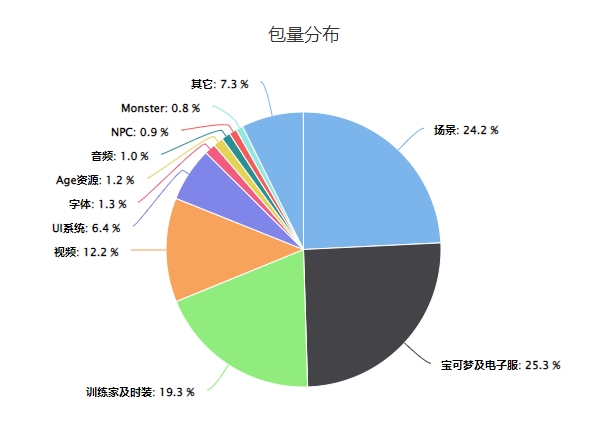 包量分布
其它: 7.3 %
Monster: 0.8 %
NPC: 0.9 %
音频: 1.0 %
Age资源: 1.2 %
字体: 1.3 %
UI系统: 6.4 %
视频: 12.2 %
训练家及时装: 19.3 %
场景: 24.2 %
宝可梦及电子服: 25.3 %